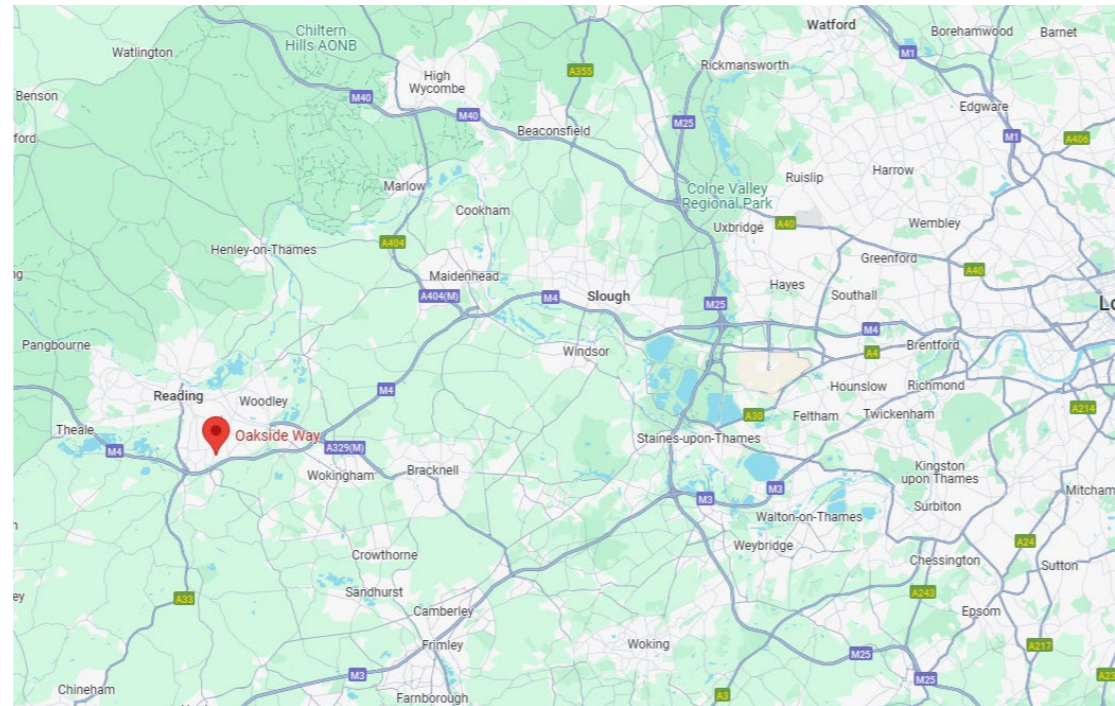 Chiltern
Hills AONB
Watford
Borehamwood
Barnet
M1
Watlington
Rickmansworth
A355
High
Wycombe
Benson
M40
Edgware
M40
M25
Beaconsfield
M1
A406
ford
Ruislip
Harrow
Marlow
Colne Valley
Regional Park
Cookham
A40
Wembley
Uxbridge
Henley-on-Thames
A404
Greenford
A40
Maidenhead
Hayes
A404(M)
M4
Slough
Southall
M25
Lo
M4
Pangbourne
Windsor
A4
Brentford
M4
Hounslow
Richmond
Reading
Woodley
A214
A30
Feltham
Twickenham
Theale
Oakside Way
Staines-upon-Thames
M4
A329(M)
Wokingham
Bracknell
Kingston
upon Thames
M3
M3
Mitcham
Surbiton
Walton-on-Thames
Weybridge
A24
Crowthorne
Chessington
Sutton
Sandhurst
A243
ey
A33
Camberley
Epsom
Frimley
Woking
A217
M25
M3
M25
A23
Chineham
Farnborough
A3